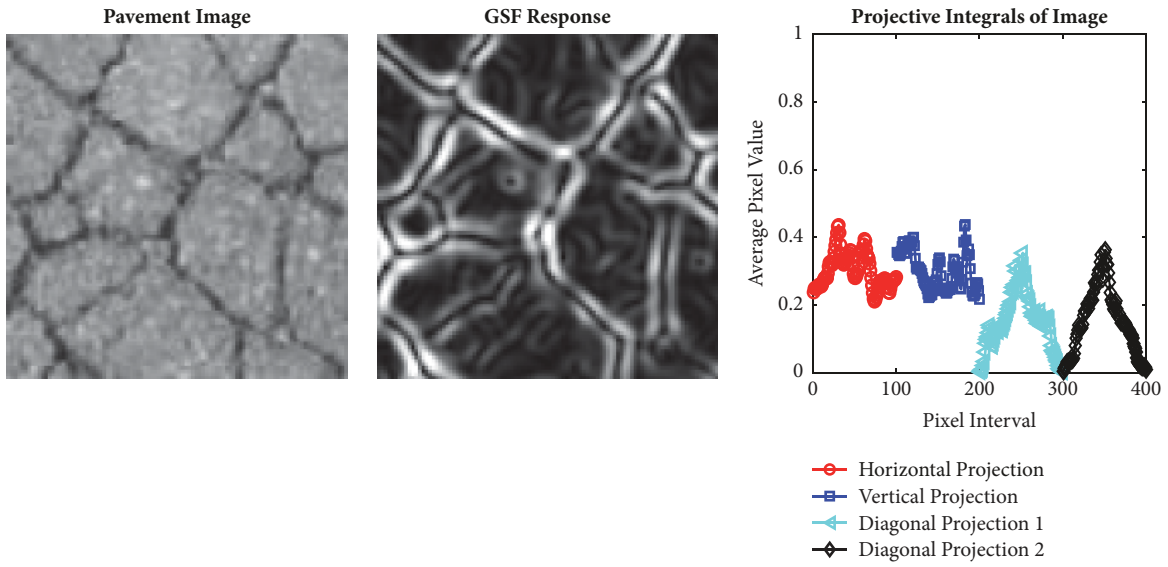 Pavement Image
GSF Response
Projective Integrals of Image
1
0.8
0.6
0.4
0.2
0
Average Pixel Value
0 100 200 300 400
Pixel Interval
Horizontal Projection
Vertical Projection
Diagonal Projection 1
Diagonal Projection 2